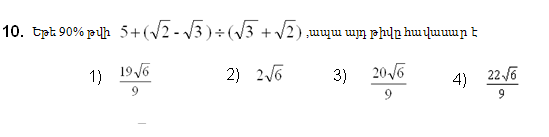 10. Եթե 90% թվի 5+(√2-√3)÷(√3+√2) ,ապա այդ թիվը հավասար է
1) 19√6/9 2) 2√6 3) 20√6/9 4) 22√6/9